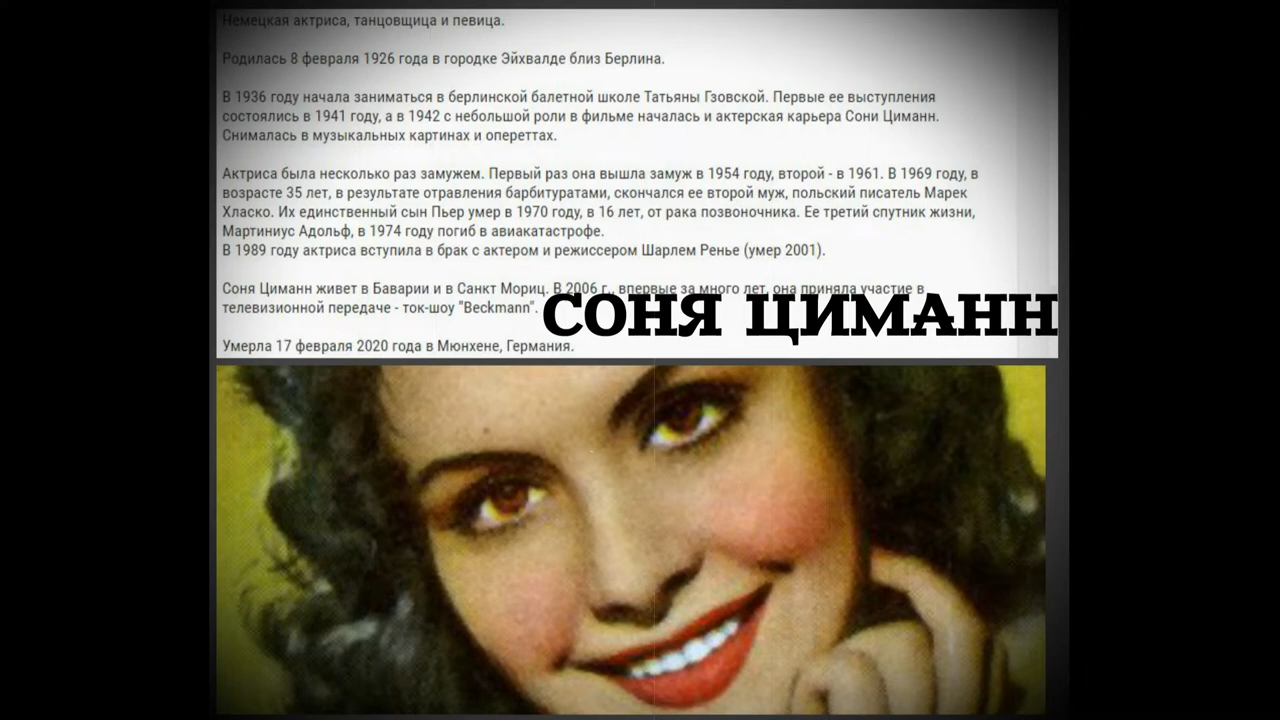 Немецкая актриса, танцовщица и певица.
Родилась 8 февраля 1926 года в городке Эйхвальде близ Берлина.
В 1936 году начала заниматься в берлинской балетной школе Татьяны Гзовской. Первые ее выступления
состоялись в 1941 году, а в 1942 с небольшой роли в фильме началась и актерская карьера Сони Циманн.
Снималась в музыкальных картинах и опереттах.
Актриса была несколько раз замужем. Первый раз она вышла замуж в 1954 году, второй - в 1961. В 1969 году, в
возрасте 35 лет, в результате отравления барбитуратами, скончался ее второй муж, польский писатель Марек
Хласко. Их единственный сын Пьер умер в 1970 году, в 16 лет, от рака позвоночника. Ее третий спутник жизни,
Мартиниус Адольф, в 1974 году погиб в авиакатастрофе.
В 1989 году актриса вступила в брак с актером и режиссером Шарлем Ренье (умер 2001).
Соня Циманн живет в Баварии и в Санкт Мориц. В 2006 г., впервые за много лет, она приняла участие в
телевизионной передаче - ток-шоу "Beckmann".
СОНЯ ЦИМАНН
Умерла 17 февраля 2020 года в Мюнхене, Германия.